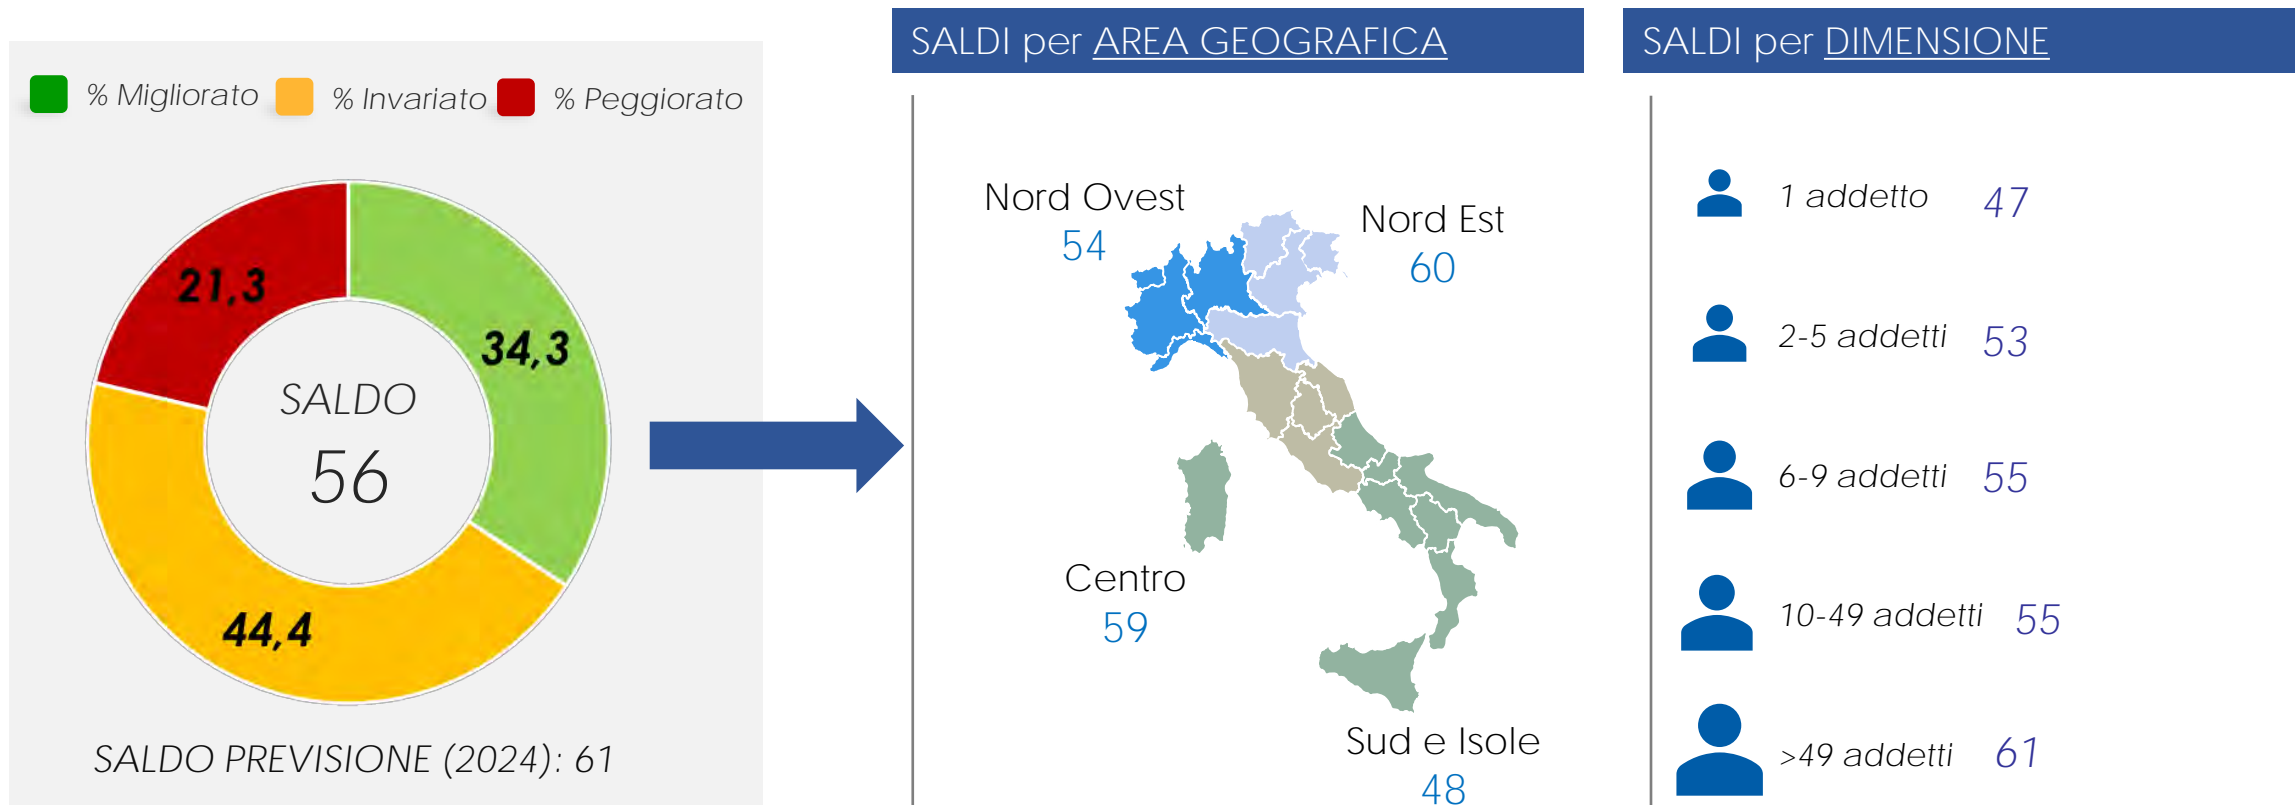 % Migliorato % Invariato % Peggiorato
21,3
34,3
44,4
SALDO
56
SALDO PREVISIONE (2024): 61
SALDI per AREA GEOGRAFICA
Nord Ovest
54
Nord Est
60
Centro
59
Sud e Isole
48
SALDI per DIMENSIONE
1 addetto 47
2-5 addetti 53
6-9 addetti 55
10-49 addetti 55
>49 addetti 61